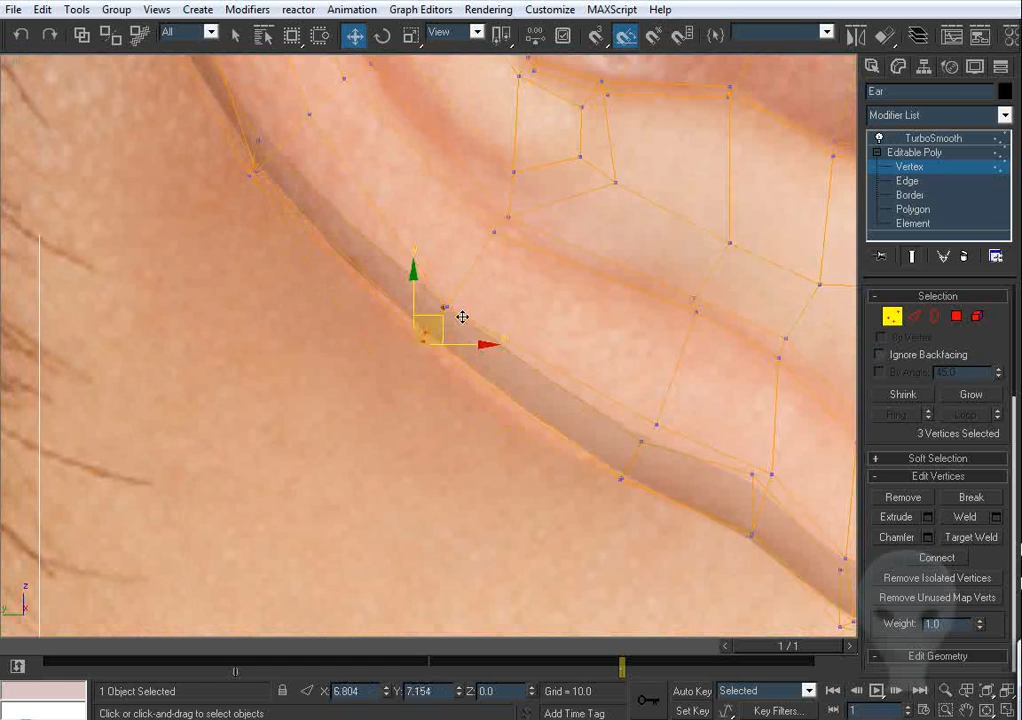 File Edit Tools Group Views Create Modifiers reactor Animation Graph Editors Rendering Customize MAXScript Help
All View
Ear
Modifier List
TurboSmooth
Editable Poly
Vertex
Edge
Border
Polygon
Element
Selection
By Vertex
Ignore Backfacing
By Angle: 45.0
Shrink Grow
Ring Loop
3 Vertices Selected
Soft Selection
Edit Vertices
Remove Break
Extrude Weld
Chamfer Target Weld
Connect
Remove Isolated Vertices
Remove Unused Map Verts
Weight: 1.0
Edit Geometry
z
y x
1 / 1
1 Object Selected X: 6.804 Y: 7.154 Z: 0.0 Grid = 10.0 Auto Key Selected
Click or click-and-drag to select objects Add Time Tag Set Key Key Filters... 1